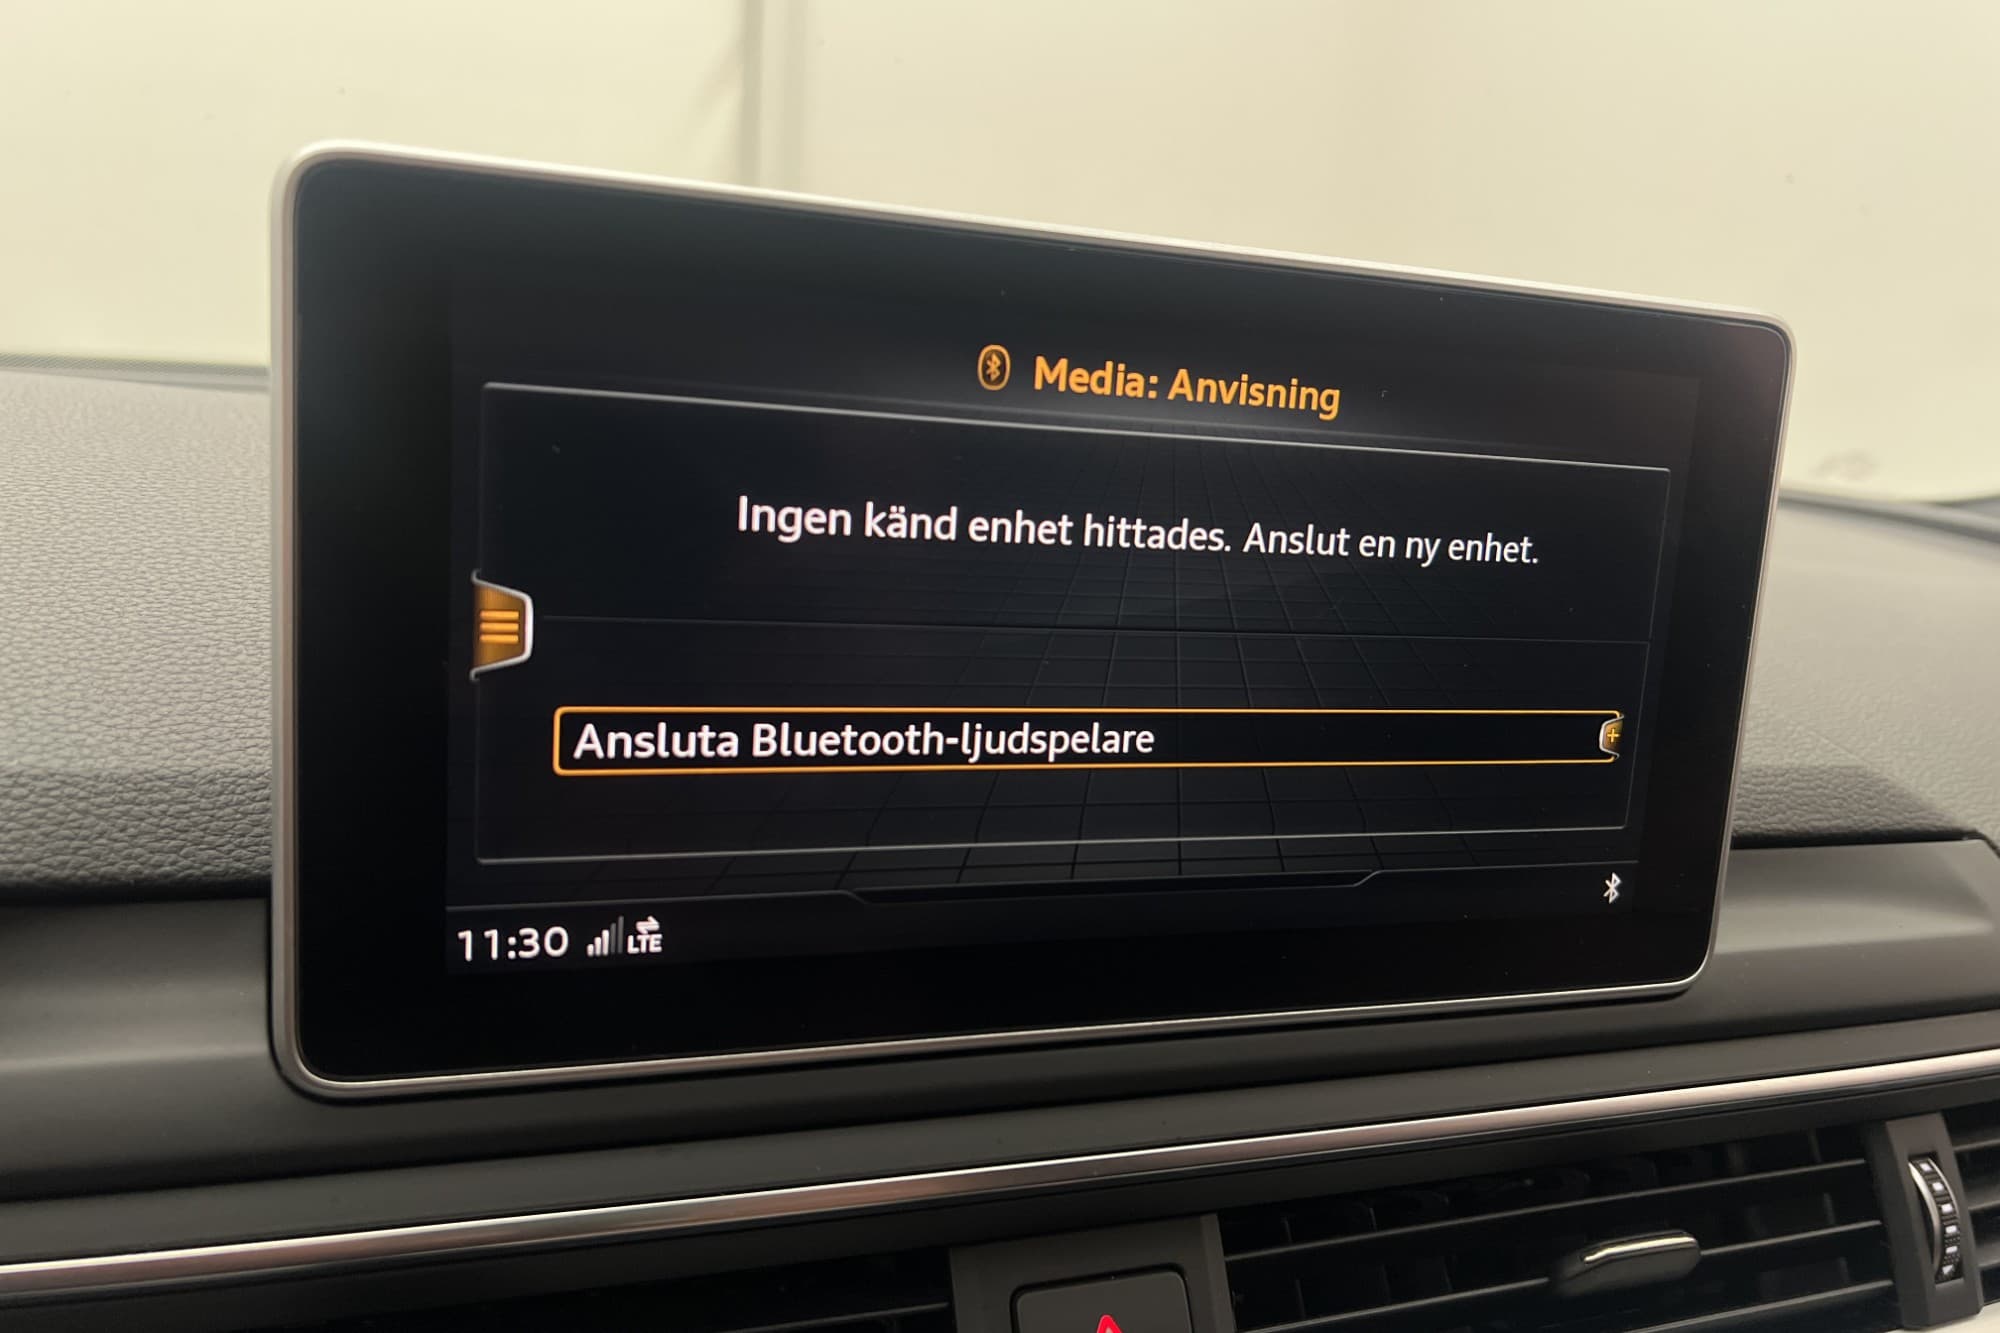 Media: Anvisning
Ingen känd enhet hittades. Anslut en ny enhet.
Ansluta Bluetooth-ljudspelare
11:30 LTE